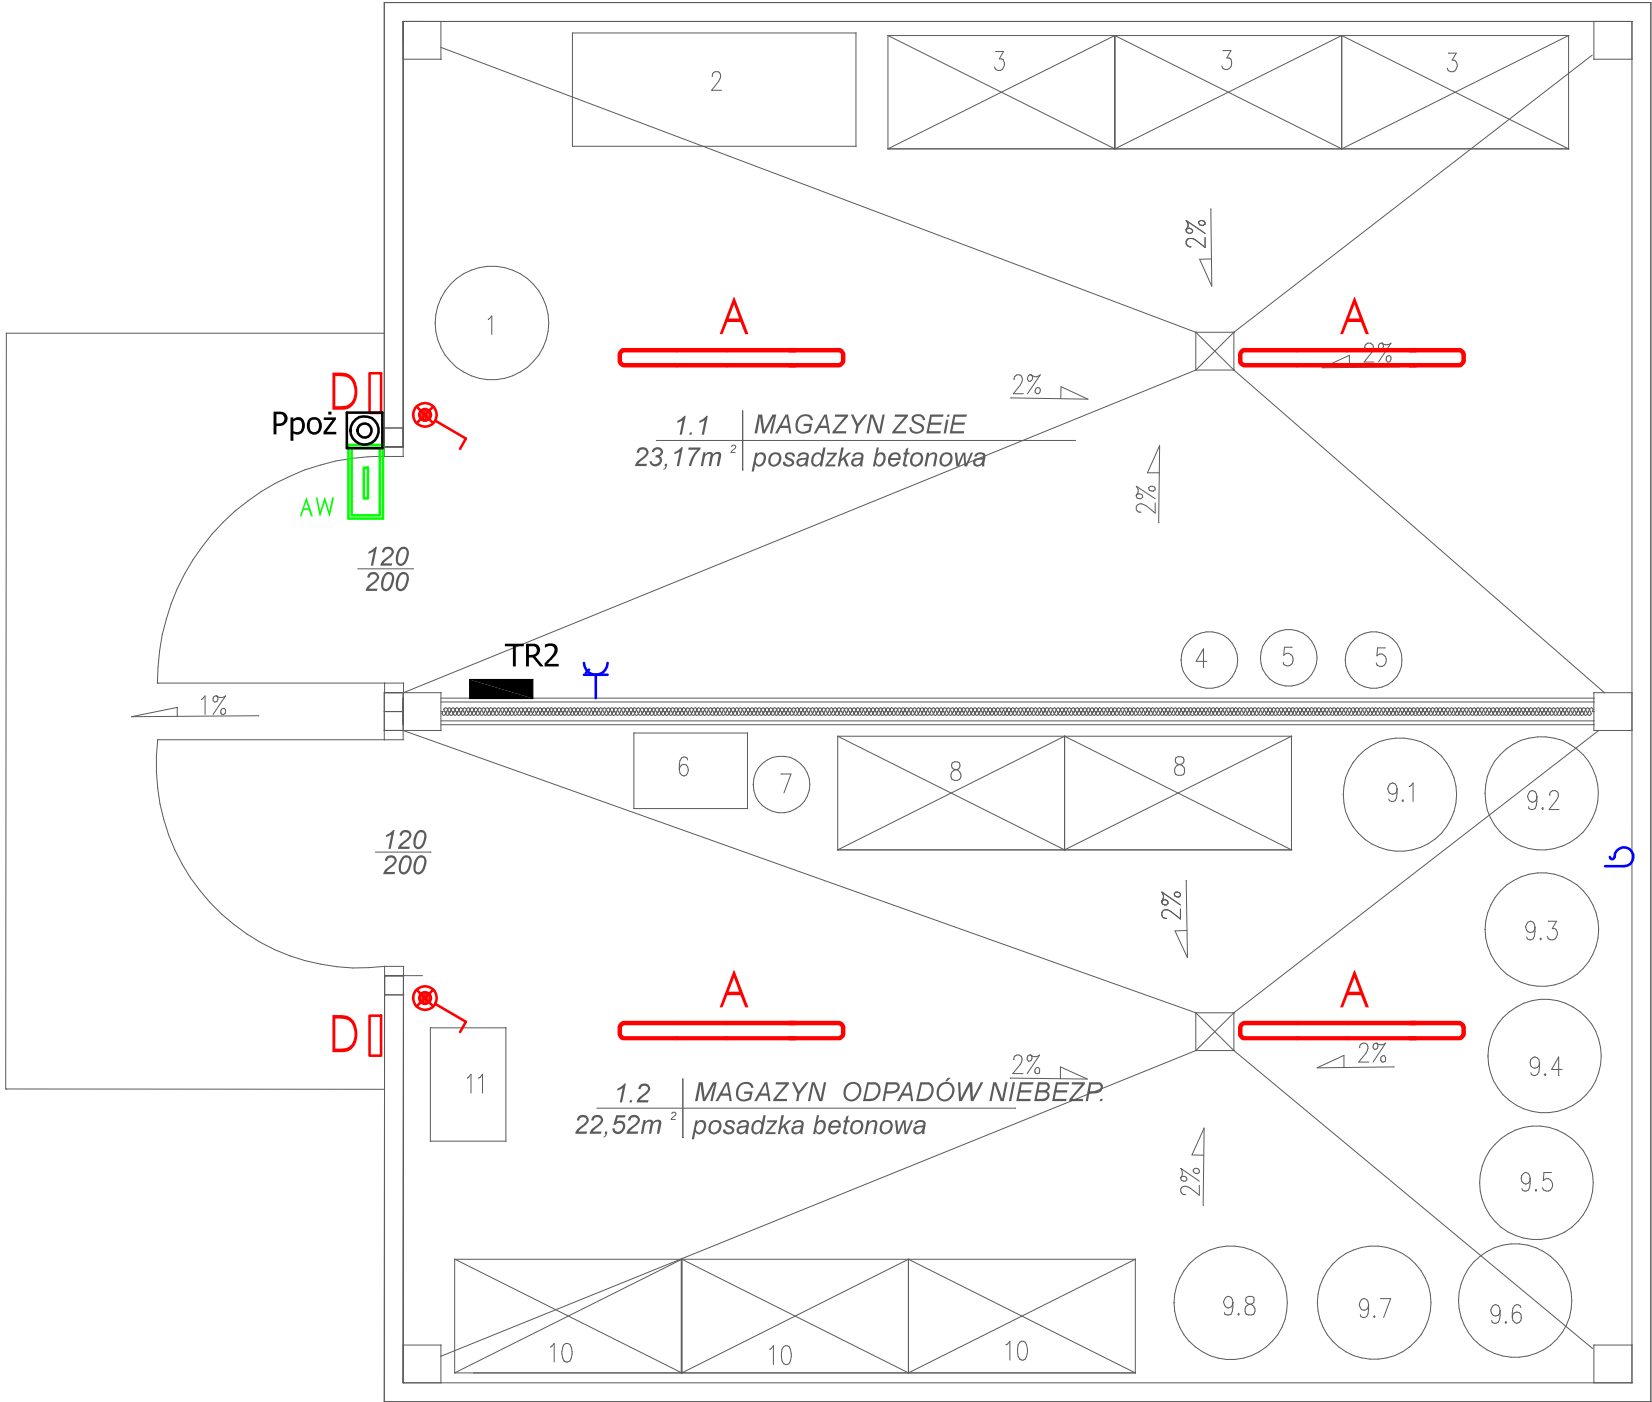 2
3
3
3
2%
1
A
A
2%
2%
D
Ppoż
1.1 MAGAZYN ZSEiE
23,17m² posadzka betonowa
2%
AW
120
200
TR2
4
5
5
1%
6
7
8
8
9.1
9.2
120
200
2%
9.3
A
A
D
2%
2%
9.4
11
1.2 MAGAZYN ODPADÓW NIEBEZP.
22,52m² posadzka betonowa
2%
9.5
9.8
9.7
9.6
10
10
10